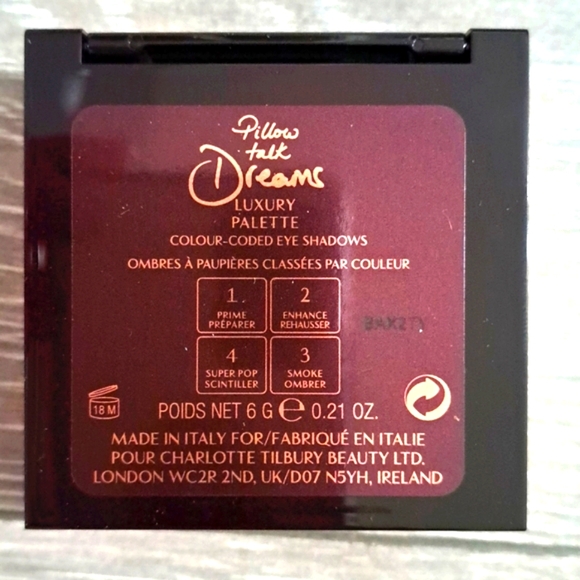 Pillow
talk
Dreams
LUXURY
PALETTE
COLOUR-CODED EYE SHADOWS
OMBRES À PAUPIÈRES CLASSÉES PAR COULEUR
1 2
PRIME ENHANCE
PRÉPARER REHAUSSER
4 3
SUPER POP SMOKE
SCINTILLER OMBRER
18 M
POIDS NET 6 G ℮ 0.21 OZ.
MADE IN ITALY FOR/FABRIQUÉ EN ITALIE
POUR CHARLOTTE TILBURY BEAUTY LTD.
LONDON WC2R 2ND, UK/D07 N5YH, IRELAND